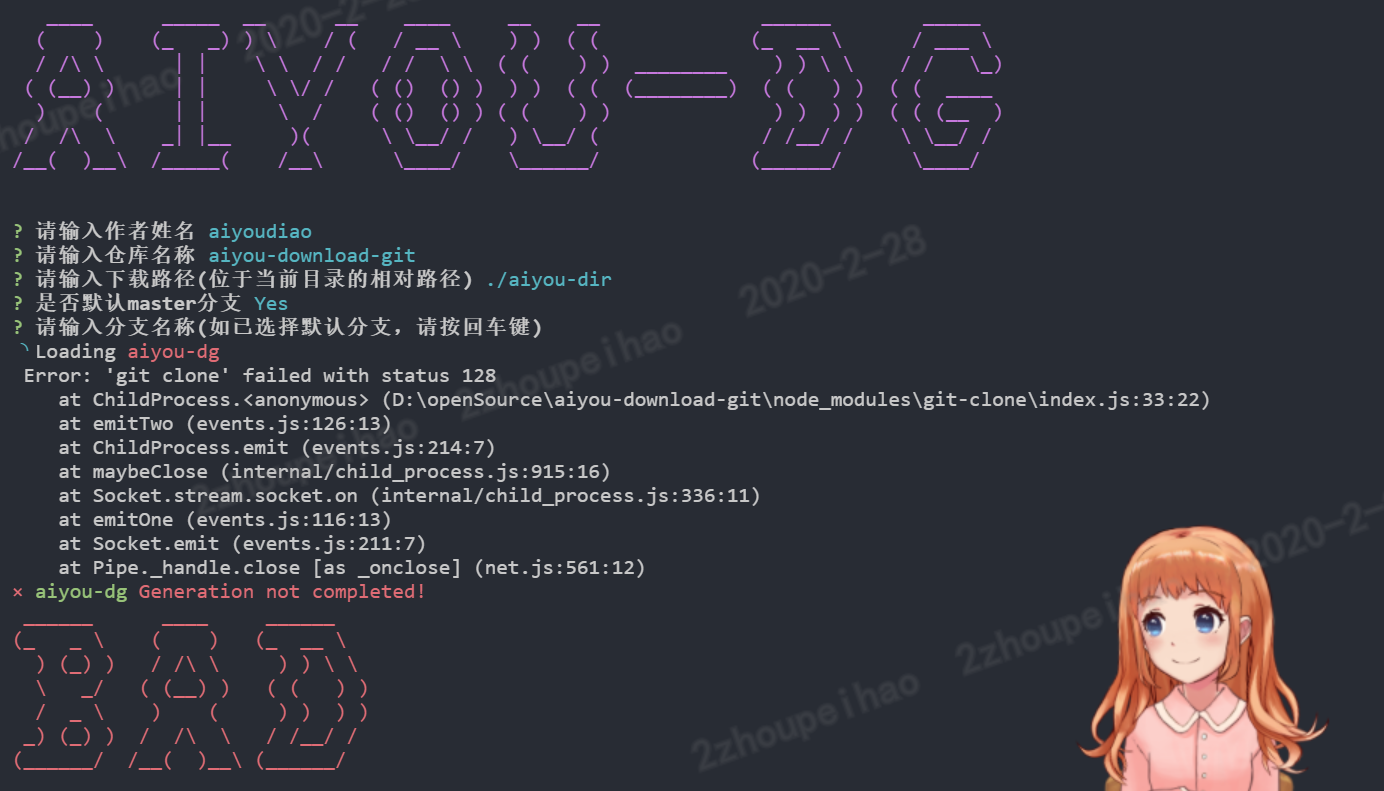 AIYOU-DG
? 请输入作者姓名 aiyoudiao
? 请输入仓库名称 aiyou-download-git
? 请输入下载路径(位于当前目录的相对路径) ./aiyou-dir
? 是否默认master分支 Yes
? 请输入分支名称(如已选择默认分支，请按回车键)
Loading aiyou-dg
Error: 'git clone' failed with status 128
at ChildProcess.<anonymous> (D:\openSource\aiyou-download-git\node_modules\git-clone\index.js:33:22)
at emitTwo (events.js:126:13)
at ChildProcess.emit (events.js:214:7)
at maybeClose (internal/child_process.js:915:16)
at Socket.stream.socket.on (internal/child_process.js:336:11)
at emitOne (events.js:116:13)
at Socket.emit (events.js:211:7)
at Pipe._handle.close [as _onclose] (net.js:561:12)
× aiyou-dg Generation not completed!
BAD
2020-2-28
2zhoupeihao
2zhoupeihao
2zhoupeihao